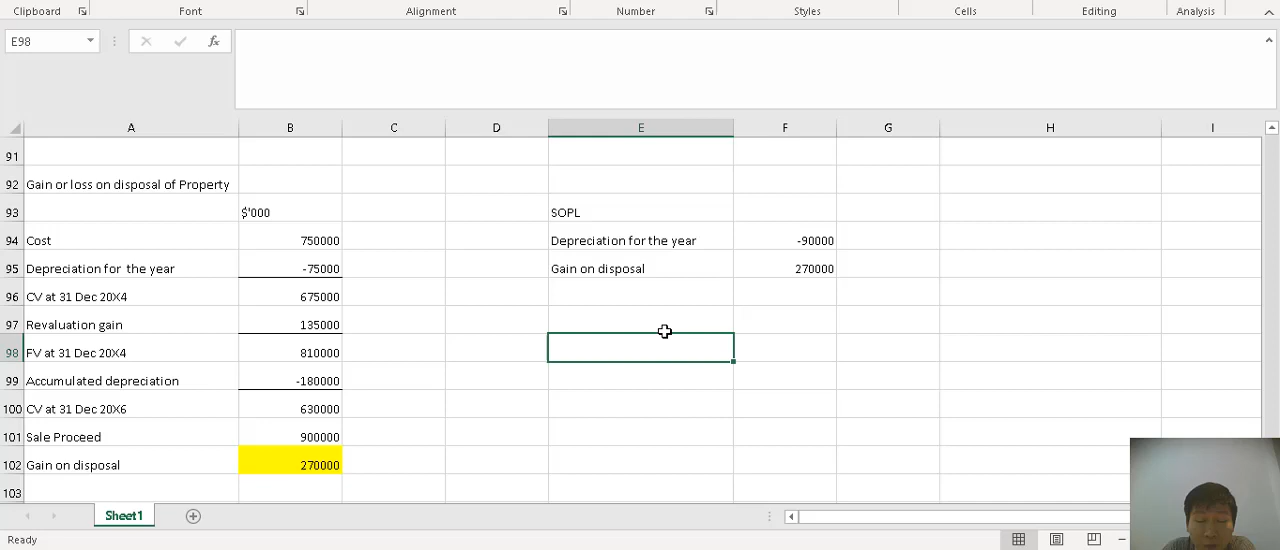 Clipboard Font Alignment Number Styles Cells Editing Analysis
E98 fx
A B C D E F G H I
91
92 Gain or loss on disposal of Property
93 $'000 SOPL
94 Cost 750000 Depreciation for the year -90000
95 Depreciation for the year -75000 Gain on disposal 270000
96 CV at 31 Dec 20X4 675000
97 Revaluation gain 135000
98 FV at 31 Dec 20X4 810000
99 Accumulated depreciation -180000
100 CV at 31 Dec 20X6 630000
101 Sale Proceed 900000
102 Gain on disposal 270000
103
Sheet1
Ready